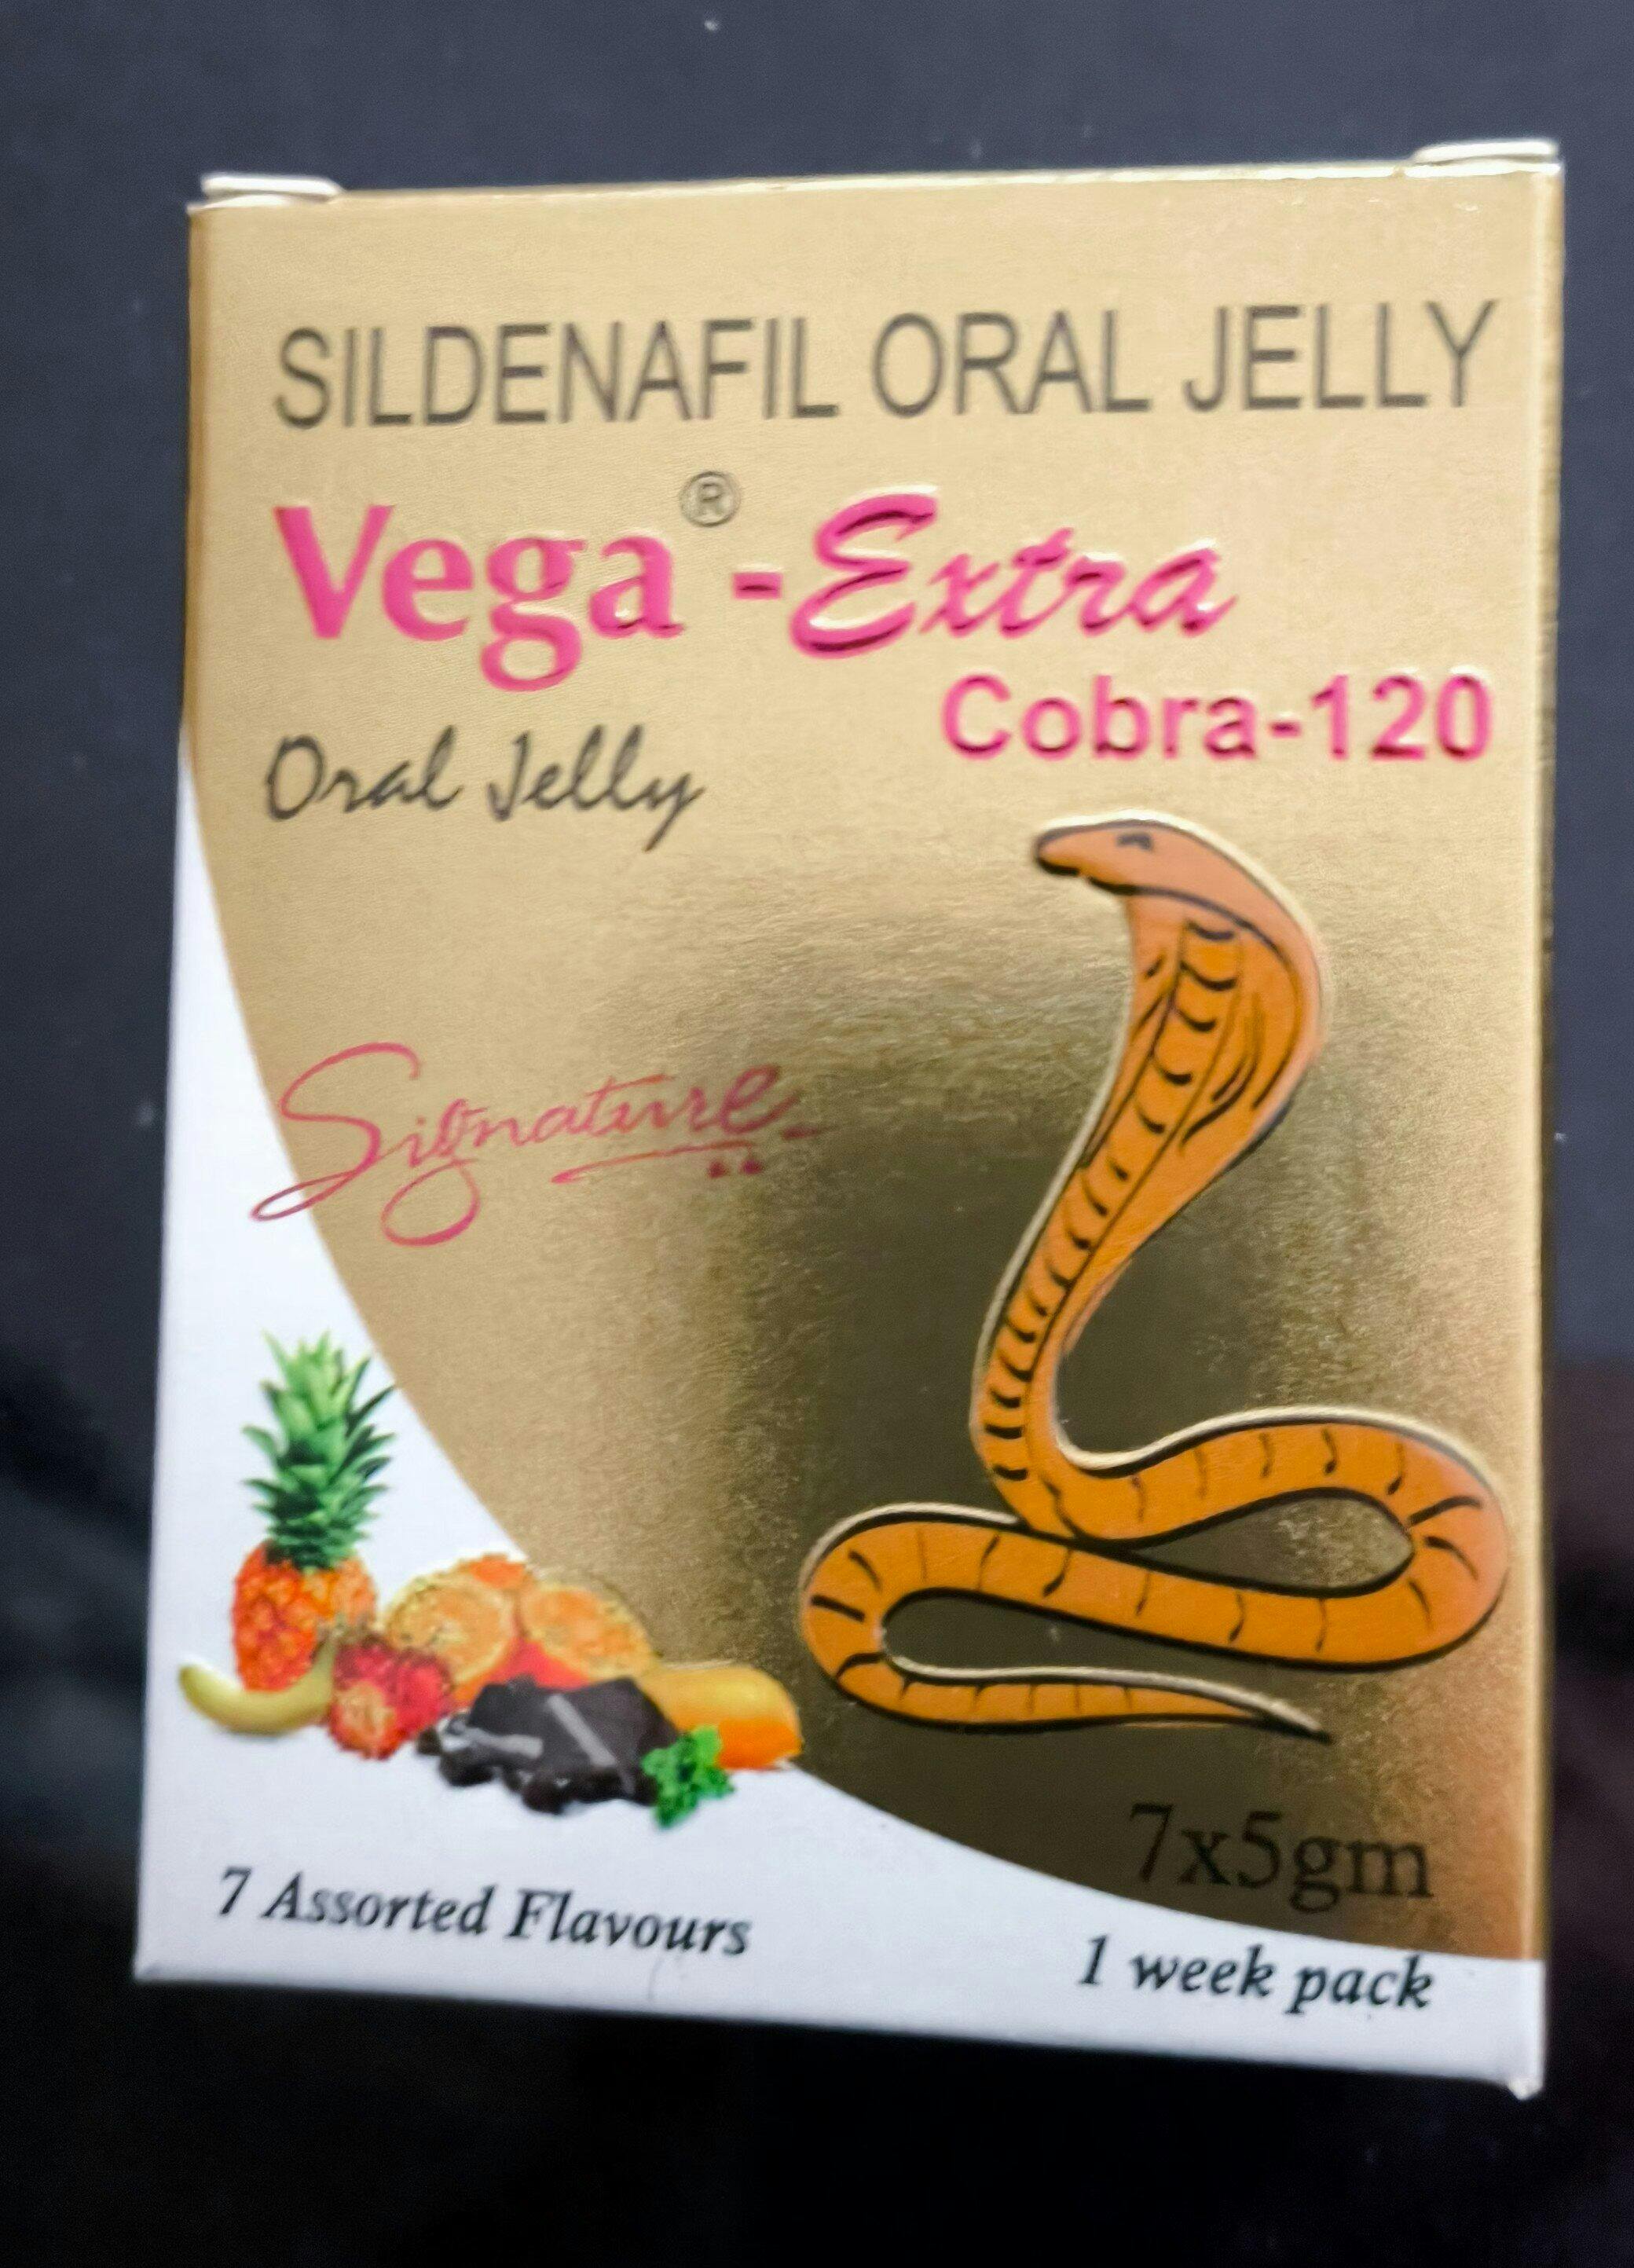 SILDENAFIL ORAL JELLY
Vega® -Extra
Cobra-120
Oral Jelly
Signature
7x5gm
7 Assorted Flavours
1 week pack